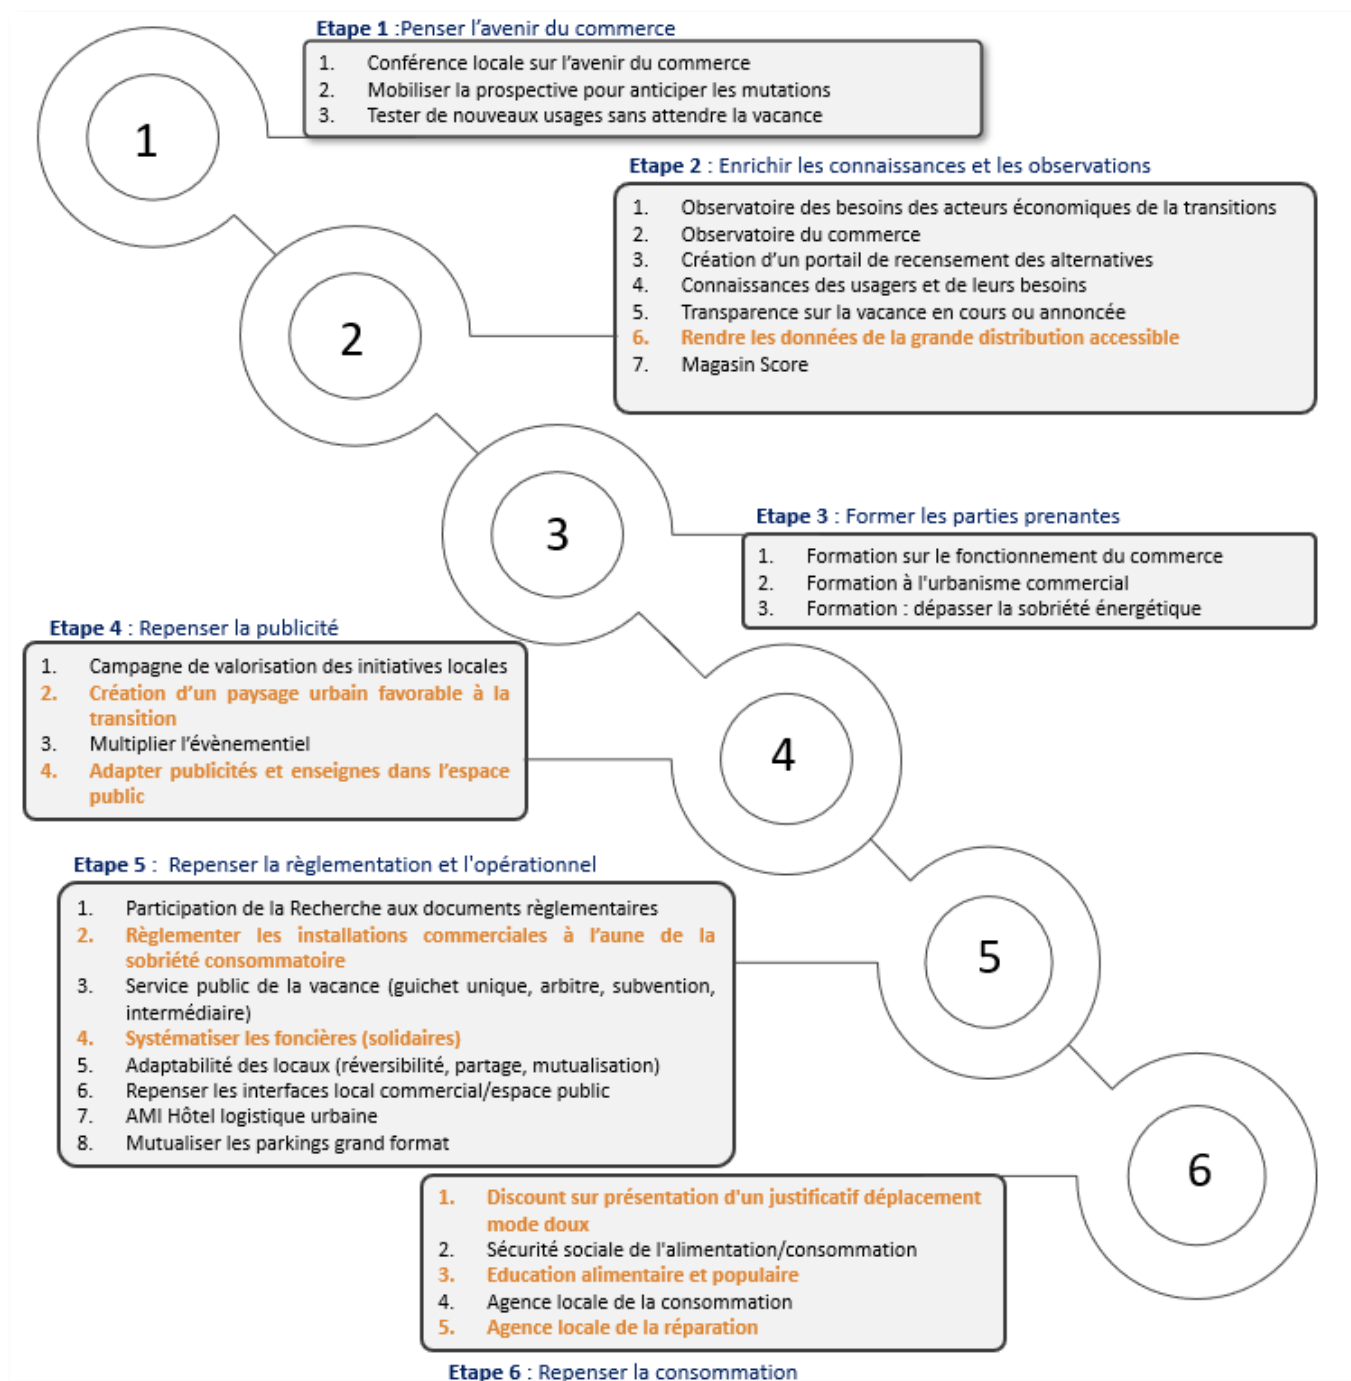 Etape 1 :Penser l'avenir du commerce
1. Conférence locale sur l'avenir du commerce
2. Mobiliser la prospective pour anticiper les mutations
3. Tester de nouveaux usages sans attendre la vacance
1
Etape 2 : Enrichir les connaissances et les observations
1. Observatoire des besoins des acteurs économiques de la transitions
2. Observatoire du commerce
3. Création d'un portail de recensement des alternatives
4. Connaissances des usagers et de leurs besoins
5. Transparence sur la vacance en cours ou annoncée
6. Rendre les données de la grande distribution accessible
7. Magasin Score
2
Etape 3 : Former les parties prenantes
1. Formation sur le fonctionnement du commerce
2. Formation à l'urbanisme commercial
3. Formation : dépasser la sobriété énergétique
3
Etape 4 : Repenser la publicité
1. Campagne de valorisation des initiatives locales
2. Création d'un paysage urbain favorable à la
transition
3. Multiplier l'évènementiel
4. Adapter publicités et enseignes dans l'espace
public
4
Etape 5 : Repenser la règlementation et l'opérationnel
1. Participation de la Recherche aux documents règlementaires
2. Règlementer les installations commerciales à l'aune de la
sobriété consommatoire
3. Service public de la vacance (guichet unique, arbitre, subvention,
intermédiaire)
4. Systématiser les foncières (solidaires)
5. Adaptabilité des locaux (réversibilité, partage, mutualisation)
6. Repenser les interfaces local commercial/espace public
7. AMI Hôtel logistique urbaine
8. Mutualiser les parkings grand format
5
6
1. Discount sur présentation d'un justificatif déplacement
mode doux
2. Sécurité sociale de l'alimentation/consommation
3. Education alimentaire et populaire
4. Agence locale de la consommation
5. Agence locale de la réparation
Etape 6 : Repenser la consommation